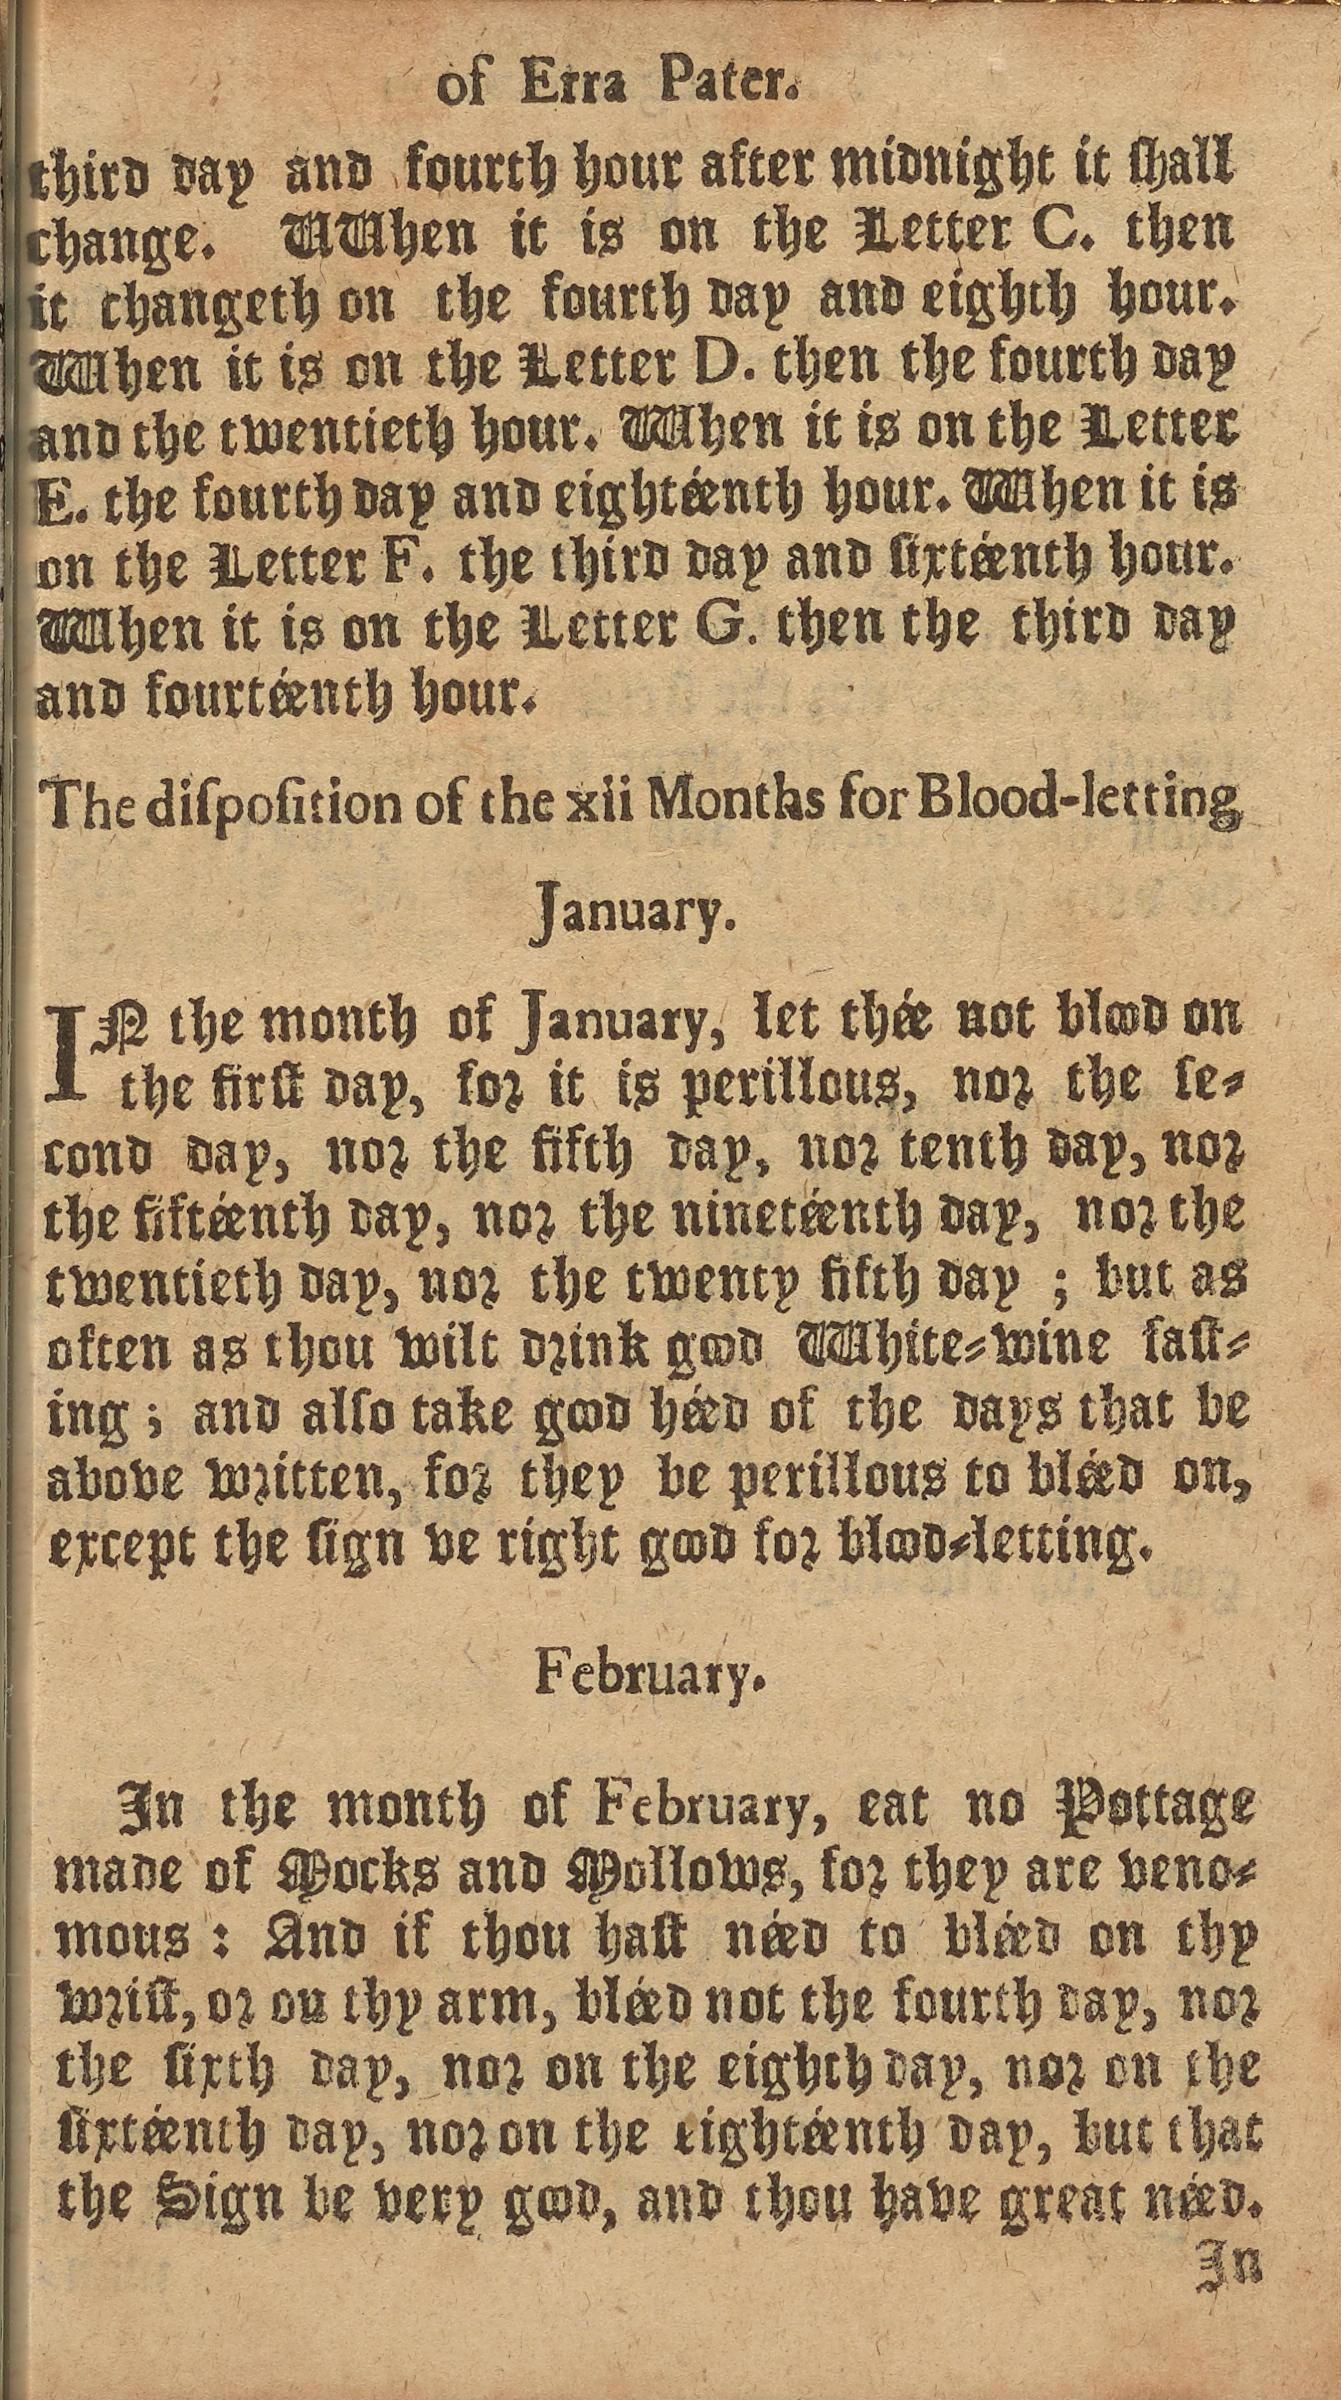 of Erra Pater.
third day and fourth hour after midnight it ſhall
change. WWhen it is on the Letter C. then
it changeth on the fourth day and eighth hour.
When it is on the Letter D. then the fourth day
and the twentieth hour. When it is on the Letter
E. the fourth day and eightéenth hour. When it is
on the Letter F. the third day and ſixtéenth hour.
When it is on the Letter G. then the third day
and fourtéenth hour.
The diſpoſition of the xii Months for Blood-letting
January.
IN the month of January, let thée not blood on
the firſt day, for it is perillous, nor the ſe-
cond day, nor the fifth day, nor tenth day, nor
the fiftéenth day, nor the ninetéenth day, nor the
twentieth day, nor the twenty fifth day ; but as
often as thou wilt drink good White-wine faſt-
ing ; and alſo take good héed of the days that be
above written, for they be perillous to bléed on,
except the ſign ve right good for blood-letting.
February.
In the month of February, eat no Pottage
made of Mocks and Mollows, for they are veno-
mous : And if thou haſt néed to bléed on thy
wriſt, or on thy arm, bléed not the fourth day, nor
the ſixth day, nor on the eighth day, nor on the
ſixtéenth day, nor on the eightéenth day, but that
the Sign be very good, and thou have great néed.
In